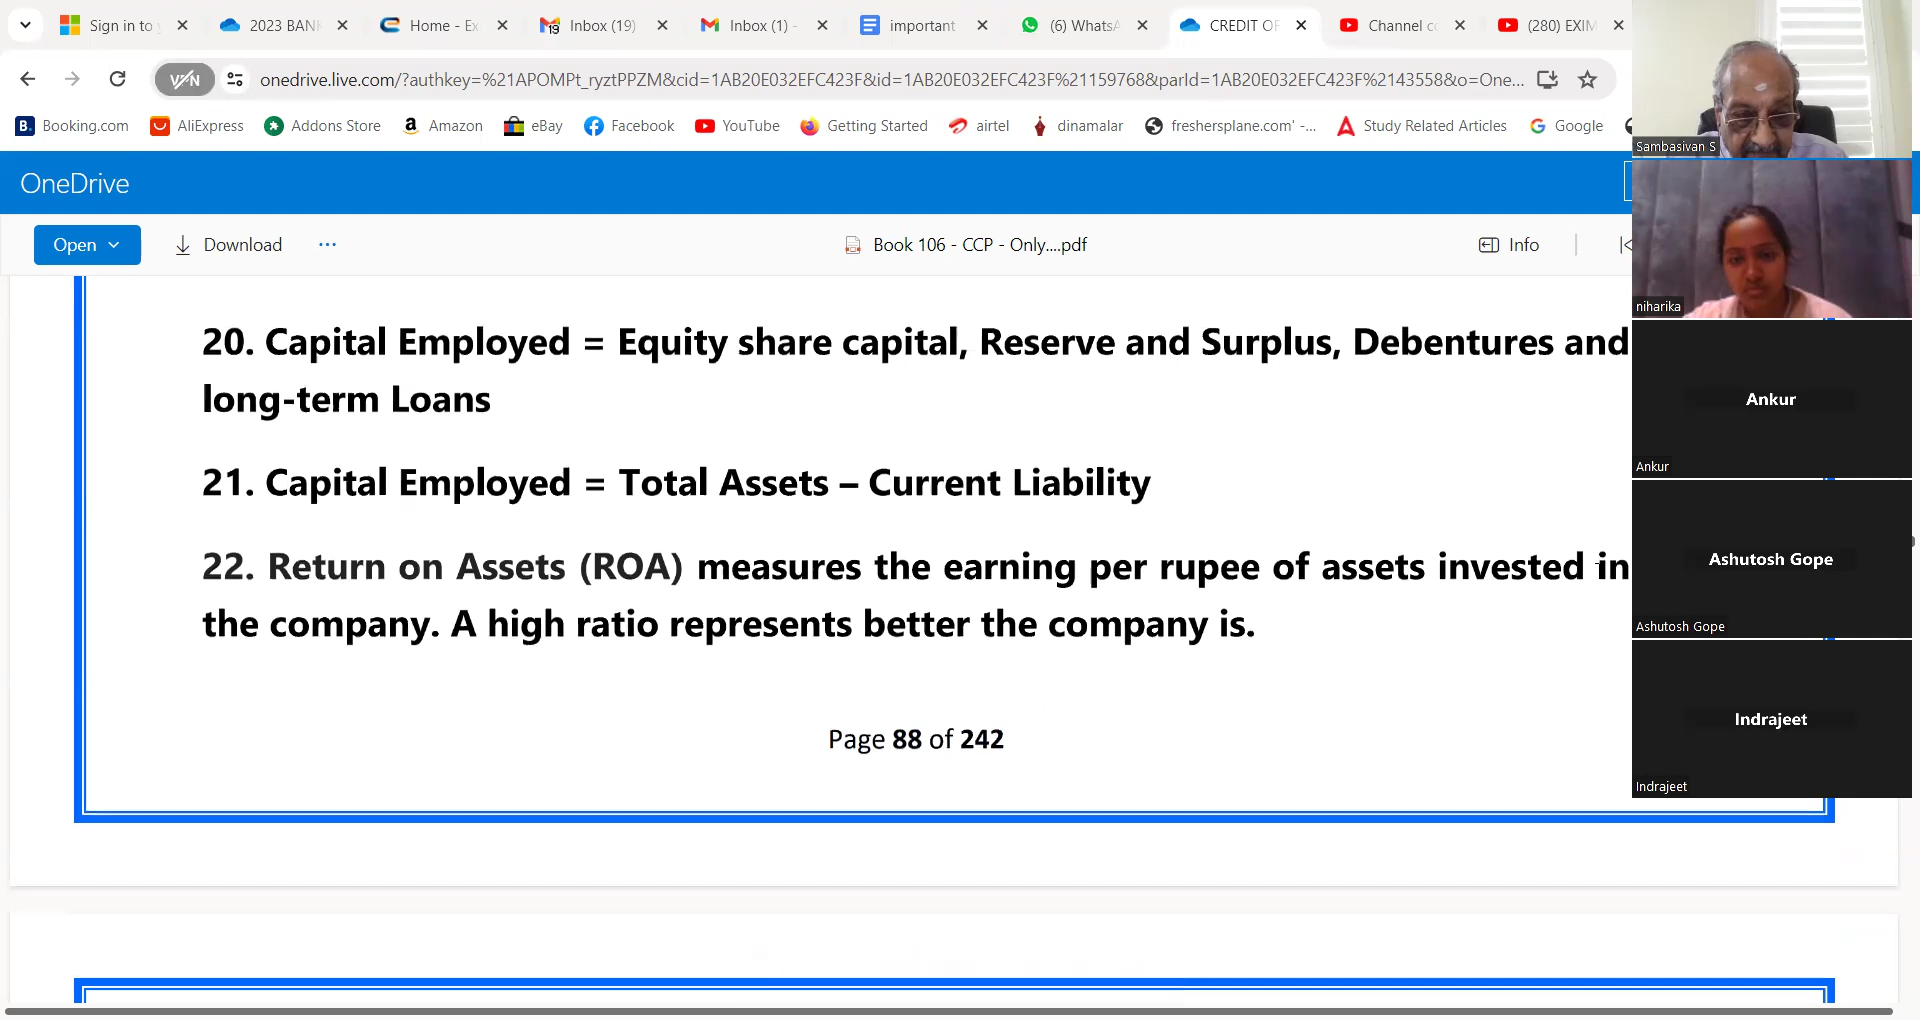 Sign in to
2023 BANK
Home - Ex
Inbox (19)
Inbox (1) -
important
(6) WhatsA
CREDIT OF
Channel co
(280) EXIM
VPN
onedrive.live.com/?authkey=%21APOMPt_ryztPPZM&cid=1AB20E032EFC423F&id=1AB20E032EFC423F%21159768&parId=1AB20E032EFC423F%2143558&o=One...
Booking.com
AliExpress
Addons Store
Amazon
eBay
Facebook
YouTube
Getting Started
airtel
dinamalar
freshersplane.com' -...
Study Related Articles
Google
OneDrive
Open
Download
Book 106 - CCP - Only....pdf
Info
20. Capital Employed = Equity share capital, Reserve and Surplus, Debentures and
long-term Loans
21. Capital Employed = Total Assets – Current Liability
22. Return on Assets (ROA) measures the earning per rupee of assets invested in
the company. A high ratio represents better the company is.
Page 88 of 242
Sambasivan S
niharika
Ankur
Ankur
Ashutosh Gope
Ashutosh Gope
Indrajeet
Indrajeet